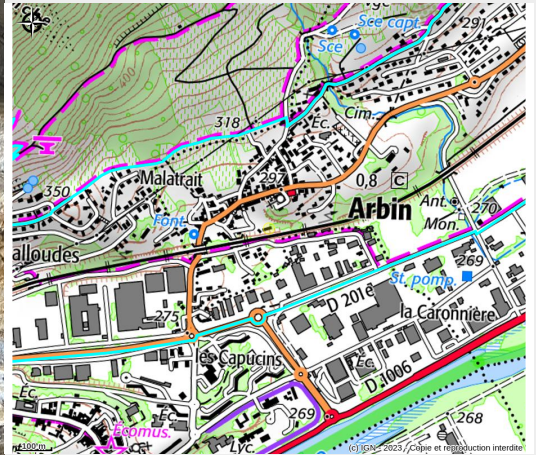 Sce capt.
291
Sce
400
Cim.
Ec.
318
297
0,8 C
Malatrait
350
Arbin
Ant.
270
Mon.
Font
alloudes
269
St. pomp.
D 201e
la Caronnière
275
les Capucins
Ec.
D 1006
Ec.
Ec.
269
268
Écomus.
Lyc.
100 m
(c) IGN - 2023 - Copie et reproduction interdite